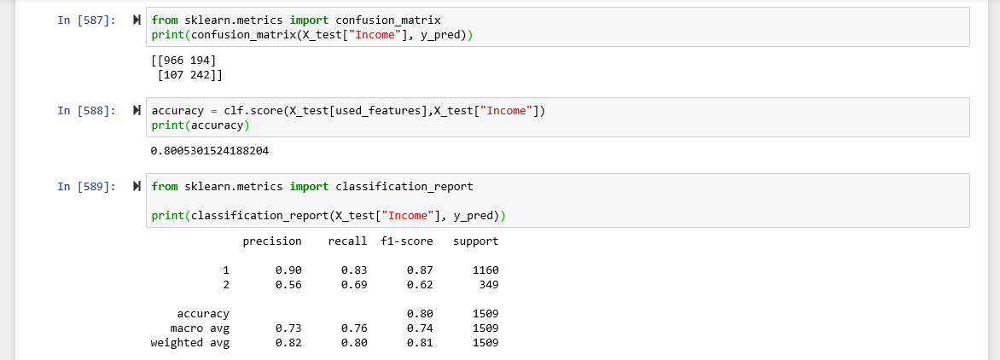 In [587]: from sklearn.metrics import confusion_matrix
print(confusion_matrix(X_test["Income"], y_pred))
[[966 194]
 [107 242]]
In [588]: accuracy = clf.score(X_test[used_features],X_test["Income"])
print(accuracy)
0.8005301524188204
In [589]: from sklearn.metrics import classification_report
print(classification_report(X_test["Income"], y_pred))
precision recall f1-score support
1 0.90 0.83 0.87 1160
2 0.56 0.69 0.62 349
accuracy 0.80 1509
macro avg 0.73 0.76 0.74 1509
weighted avg 0.82 0.80 0.81 1509